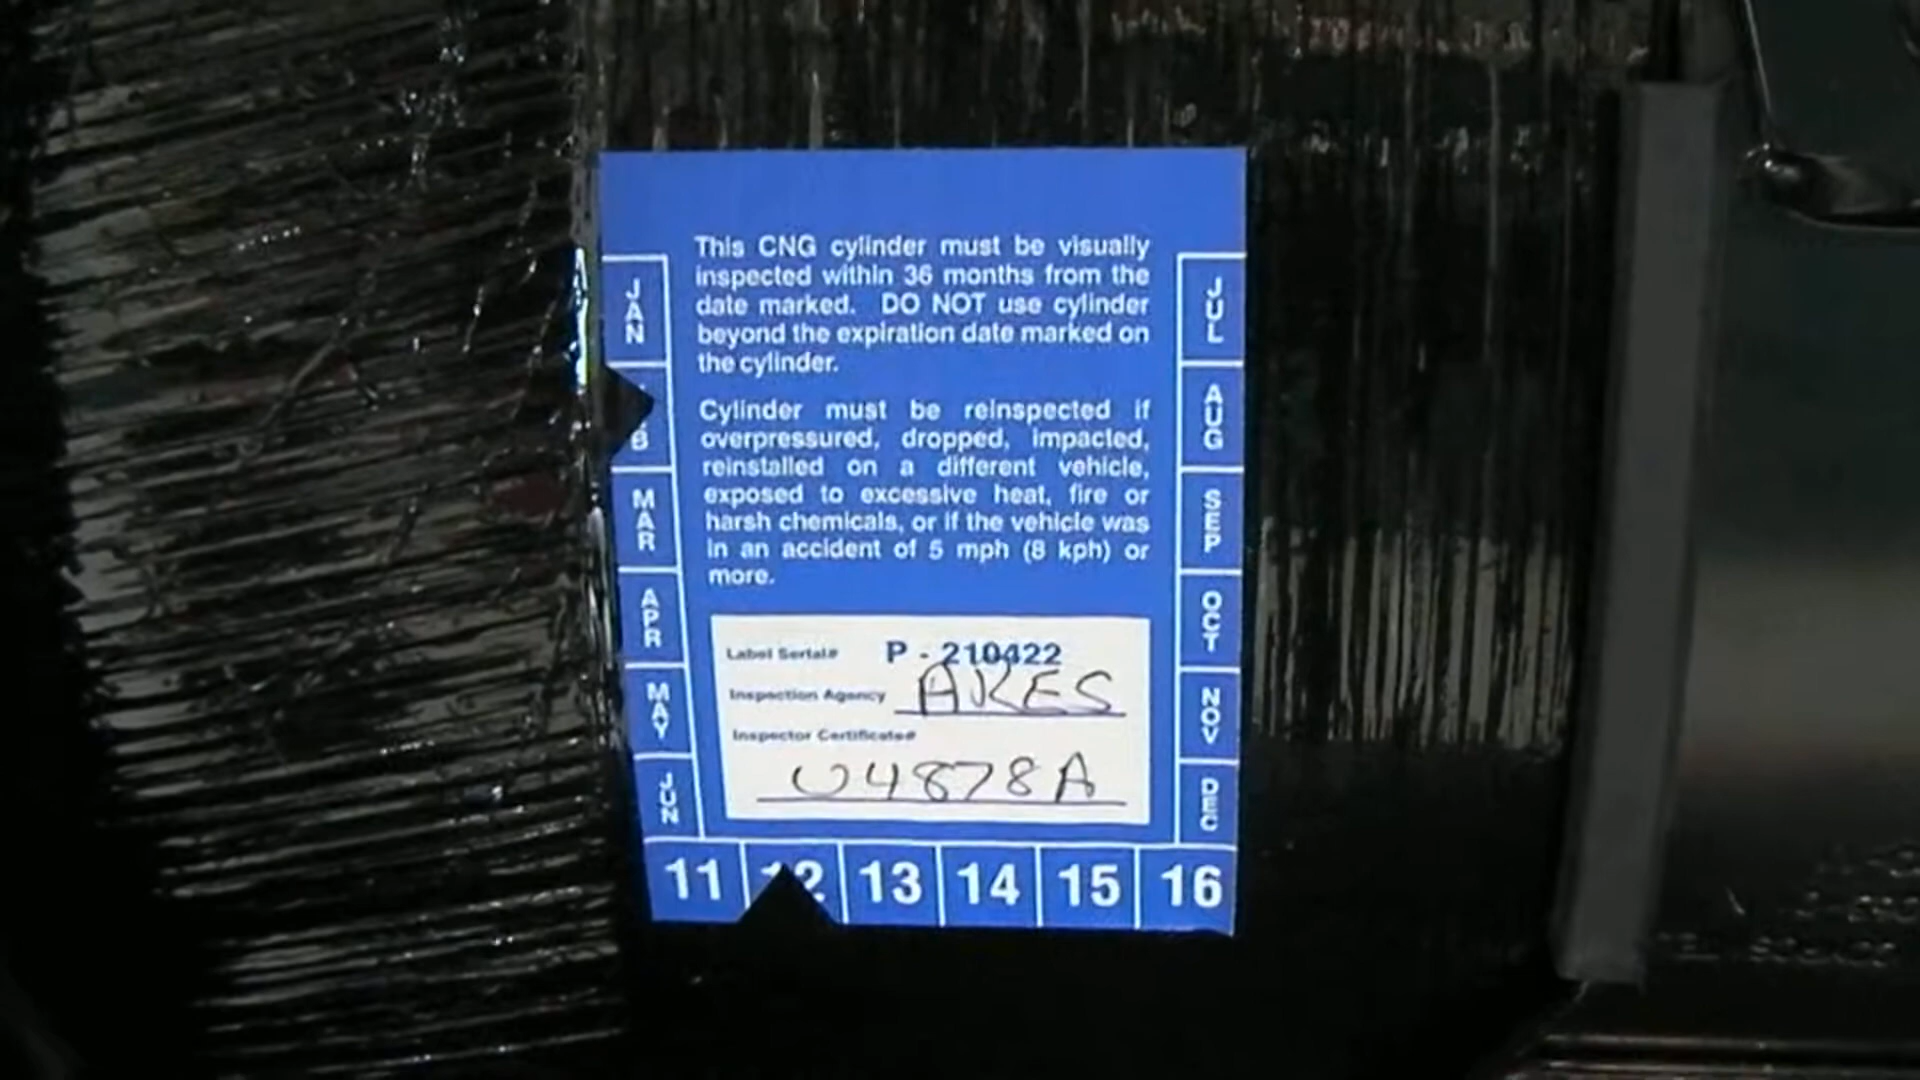 This CNG cylinder must be visually
inspected within 36 months from the
date marked. DO NOT use cylinder
beyond the expiration date marked on
the cylinder.
Cylinder must be reinspected if
overpressured, dropped, impacted,
reinstalled on a different vehicle,
exposed to excessive heat, fire or
harsh chemicals, or if the vehicle was
in an accident of 5 mph (8 kph) or
more.
JAN
B
MAR
APR
MAY
JUN
JUL
AUG
SEP
OCT
NOV
DEC
Label Serial# P - 210422
Inspection Agency ARES
Inspector Certificate#
U4878A
11 12 13 14 15 16